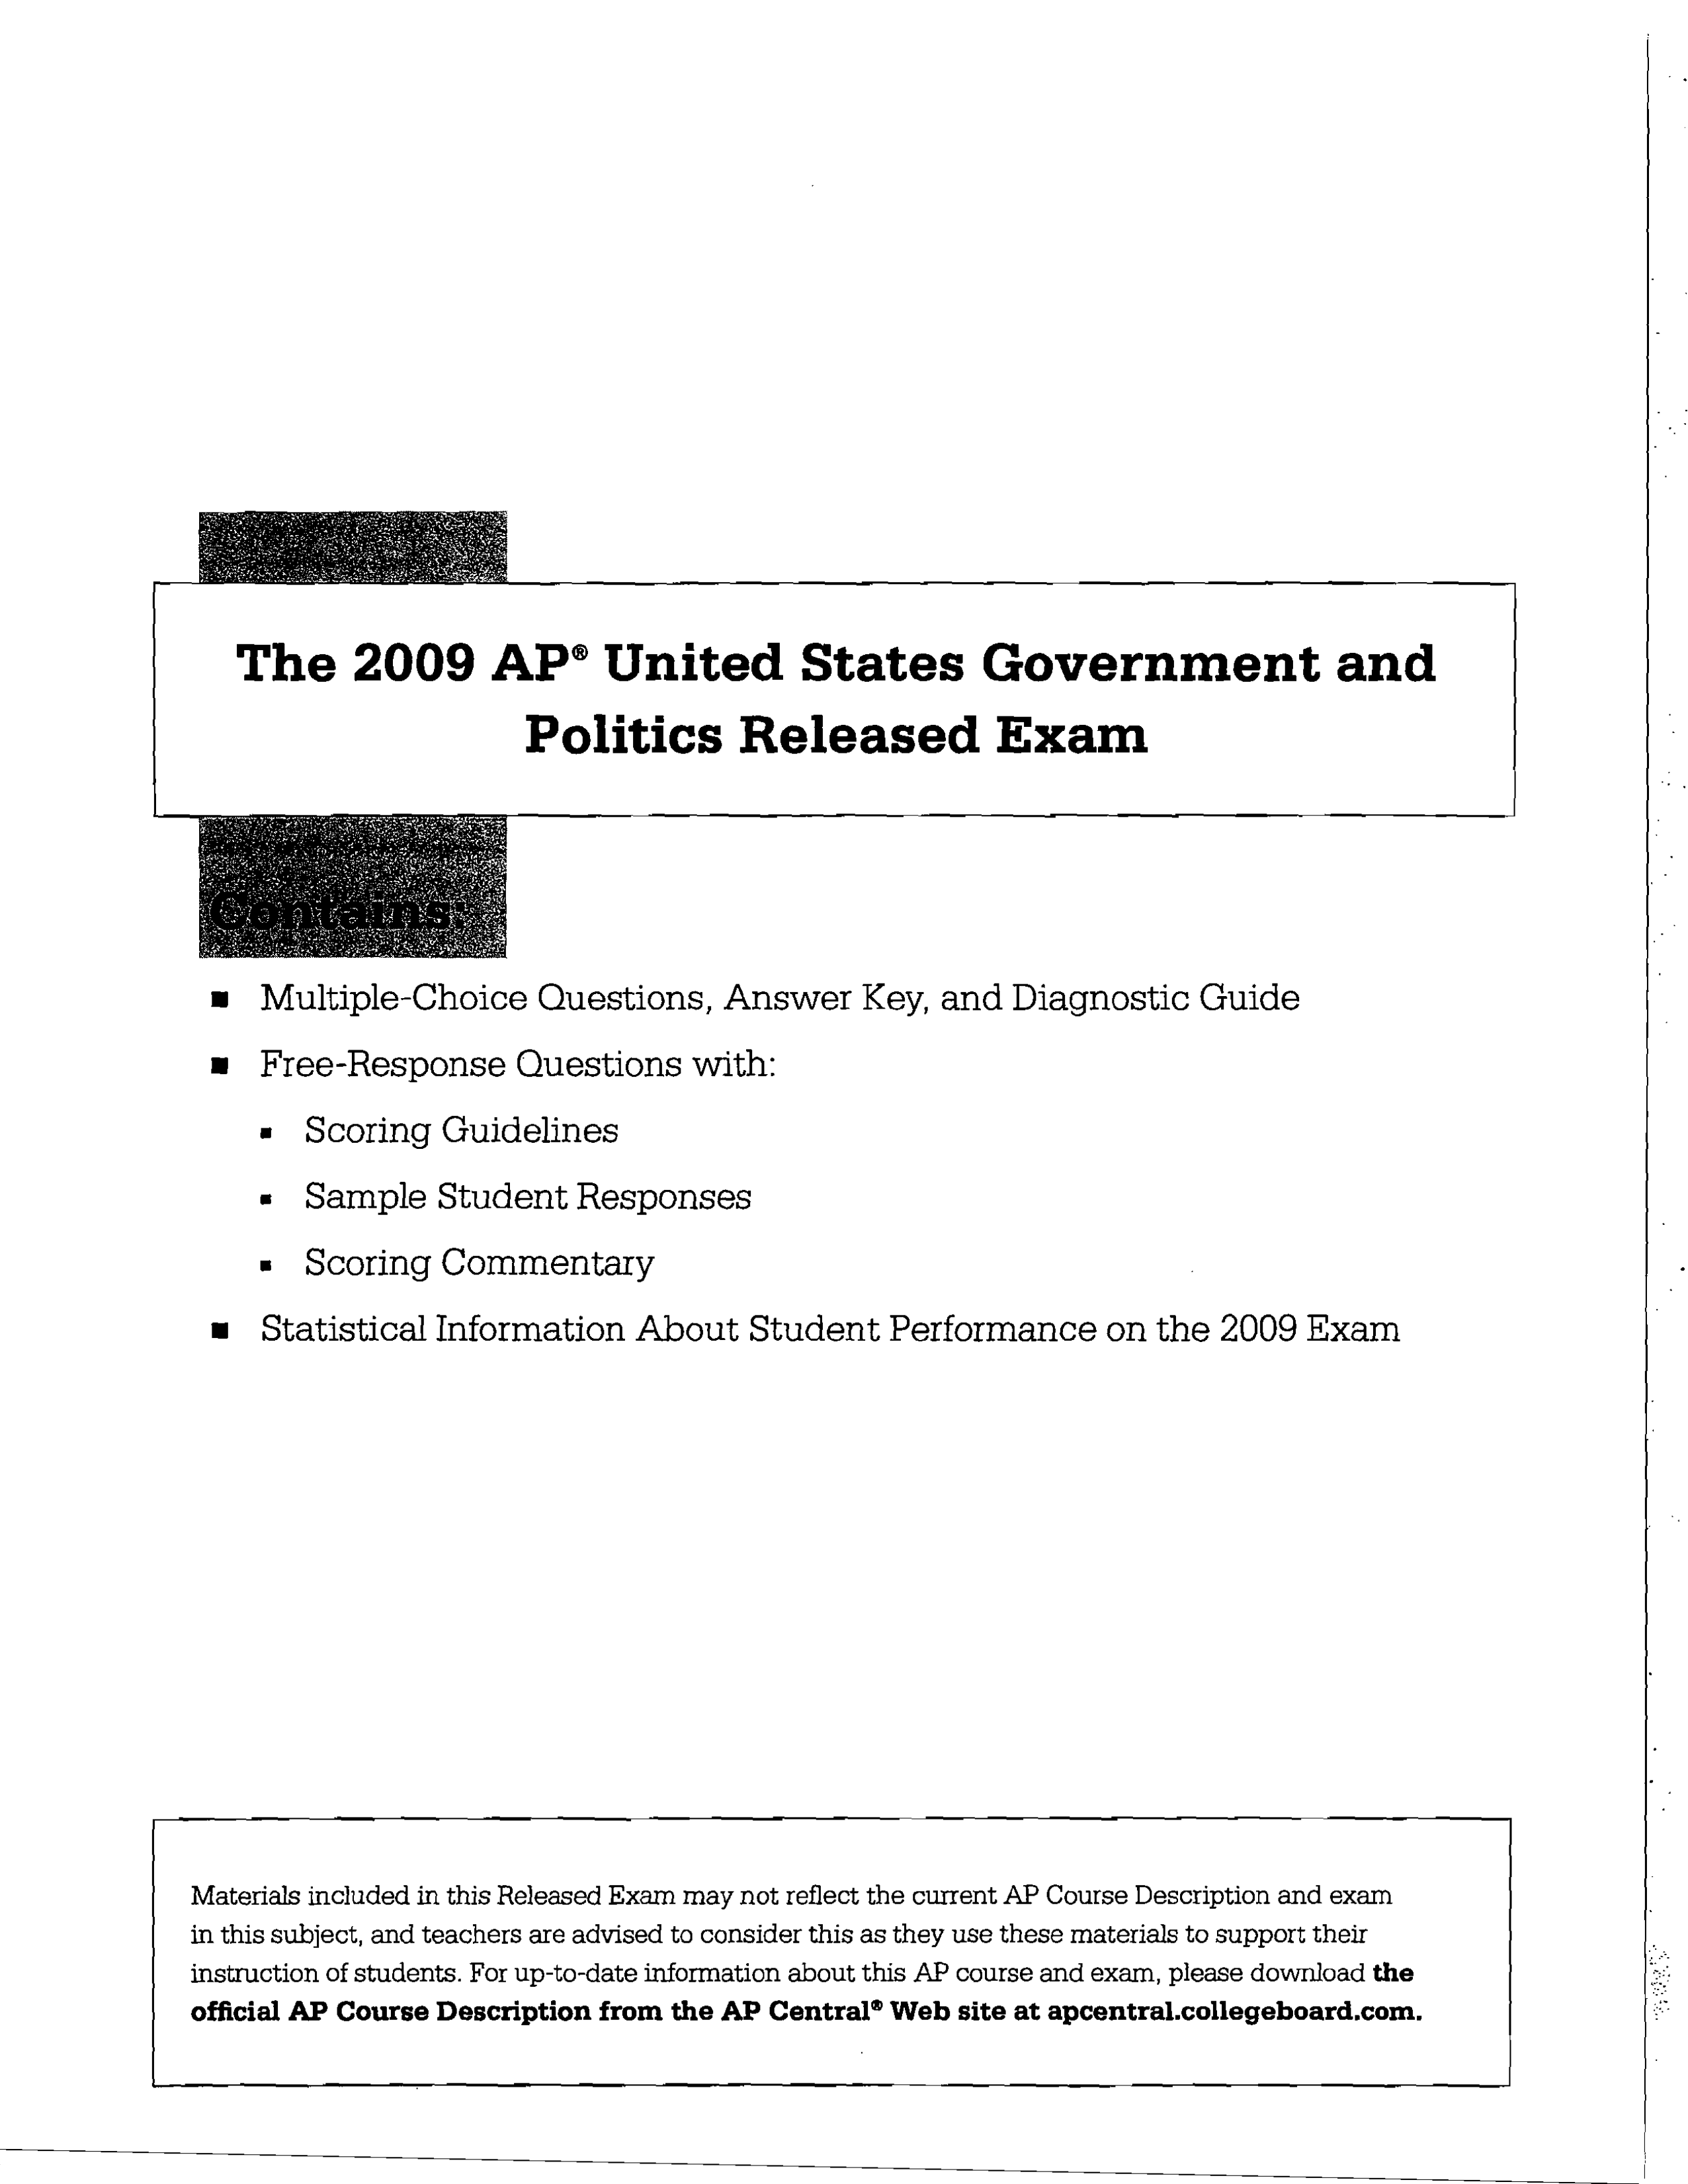 The 2009 AP® United States Government and
Politics Released Exam
Contains:
■ Multiple-Choice Questions, Answer Key, and Diagnostic Guide
■ Free-Response Questions with:
▪ Scoring Guidelines
▪ Sample Student Responses
▪ Scoring Commentary
■ Statistical Information About Student Performance on the 2009 Exam
Materials included in this Released Exam may not reflect the current AP Course Description and exam
in this subject, and teachers are advised to consider this as they use these materials to support their
instruction of students. For up-to-date information about this AP course and exam, please download the
official AP Course Description from the AP Central® Web site at apcentral.collegeboard.com.